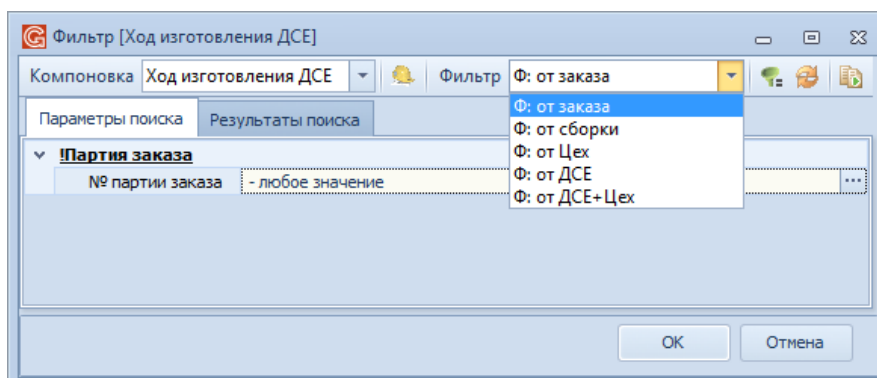 Фильтр [Ход изготовления ДСЕ]
Компоновка Ход изготовления ДСЕ Фильтр Ф: от заказа
Параметры поиска Результаты поиска
Ф: от заказа
Ф: от сборки
Ф: от Цех
Ф: от ДСЕ
Ф: от ДСЕ+Цех
!Партия заказа
№ партии заказа - любое значение ...
ОК Отмена